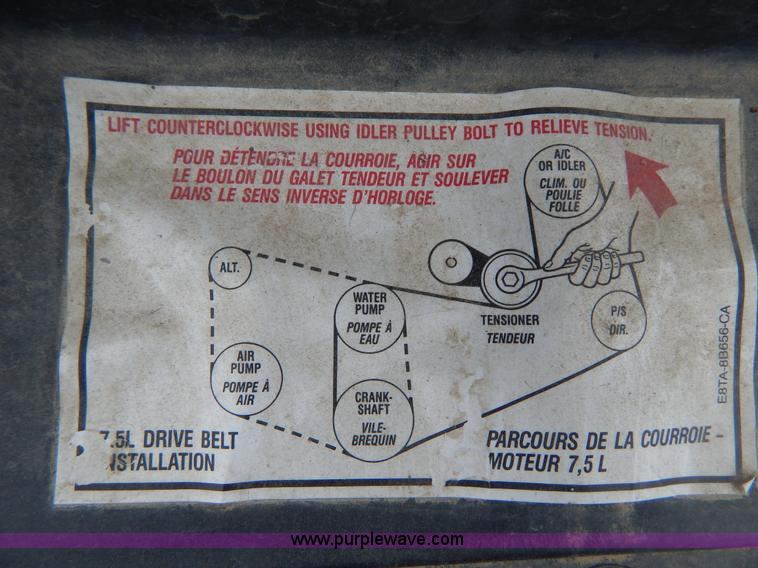 LIFT COUNTERCLOCKWISE USING IDLER PULLEY BOLT TO RELIEVE TENSION.
POUR DÉTENDRE LA COURROIE, AGIR SUR
LE BOULON DU GALET TENDEUR ET SOULEVER
DANS LE SENS INVERSE D'HORLOGE.
A/C
OR IDLER
CLIM. OU
POULIE
FOLLE
ALT.
WATER
PUMP
POMPE À
EAU
TENSIONER
TENDEUR
P/S
DIR.
AIR
PUMP
POMPE À
AIR
CRANK-
SHAFT
VILE-
BREQUIN
E8TA-8B656-CA
7.5L DRIVE BELT
NSTALLATION
PARCOURS DE LA COURROIE -
MOTEUR 7,5 L
www.purplewave.com